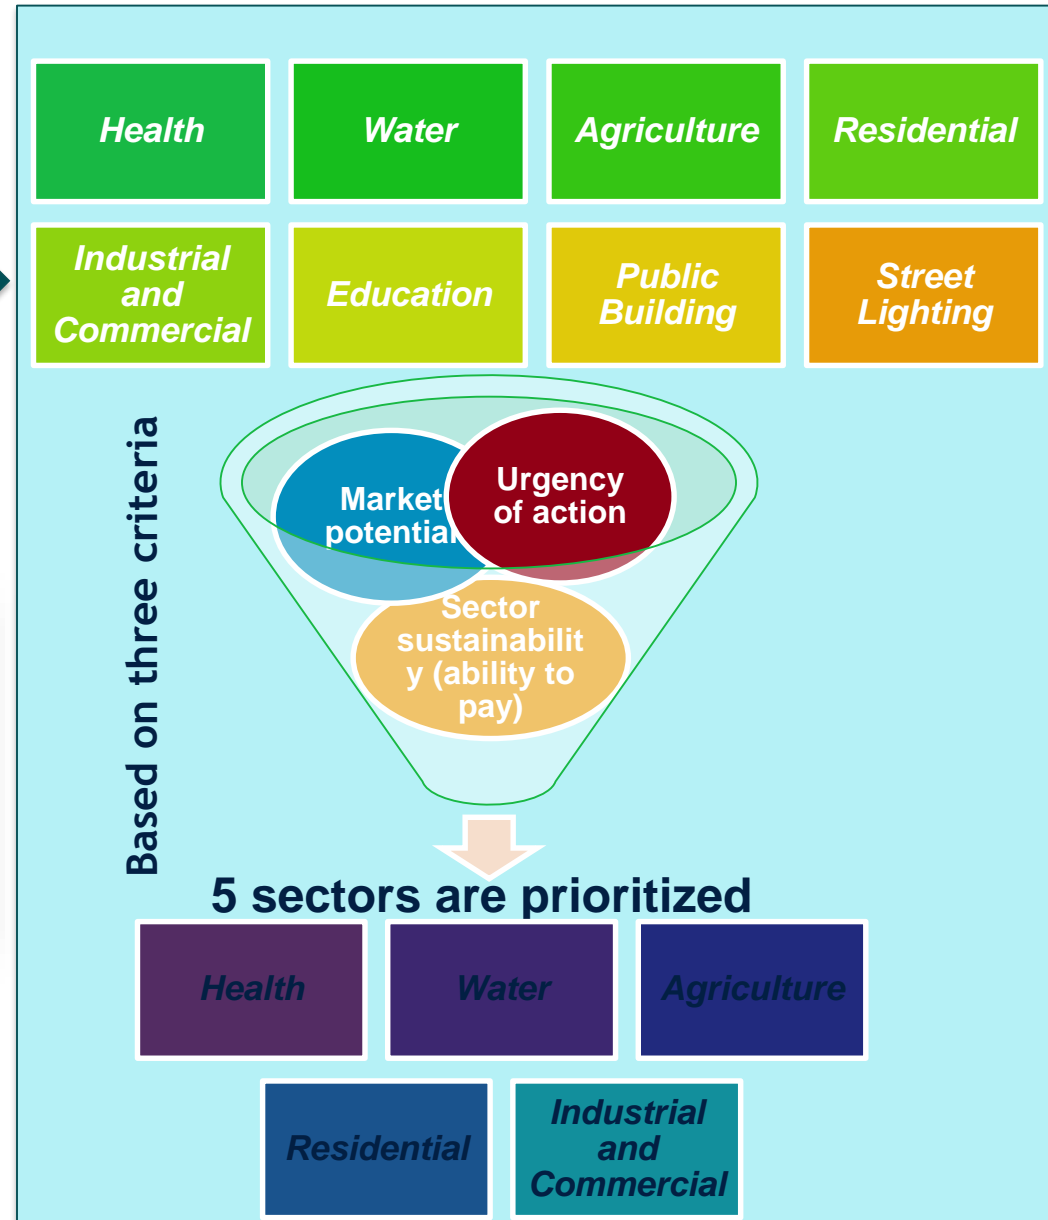 Health
Water
Agriculture
Residential
Industrial
and
Commercial
Education
Public
Building
Street
Lighting
Based on three criteria
Market
potential
Urgency
of action
Sector
sustainabilit
y (ability to
pay)
5 sectors are prioritized
Health
Water
Agriculture
Residential
Industrial
and
Commercial